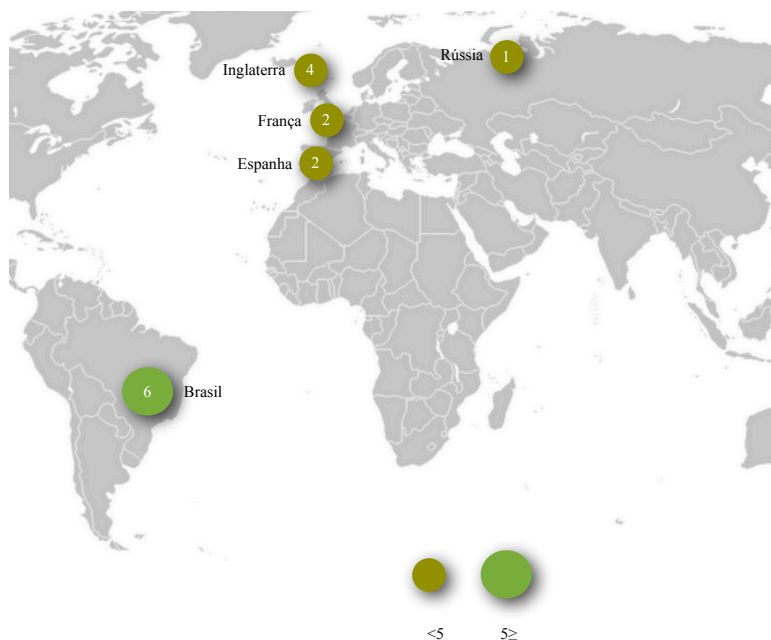 Rússia 1
Inglaterra 4
França 2
Espanha 2
6 Brasil
<5 5≥